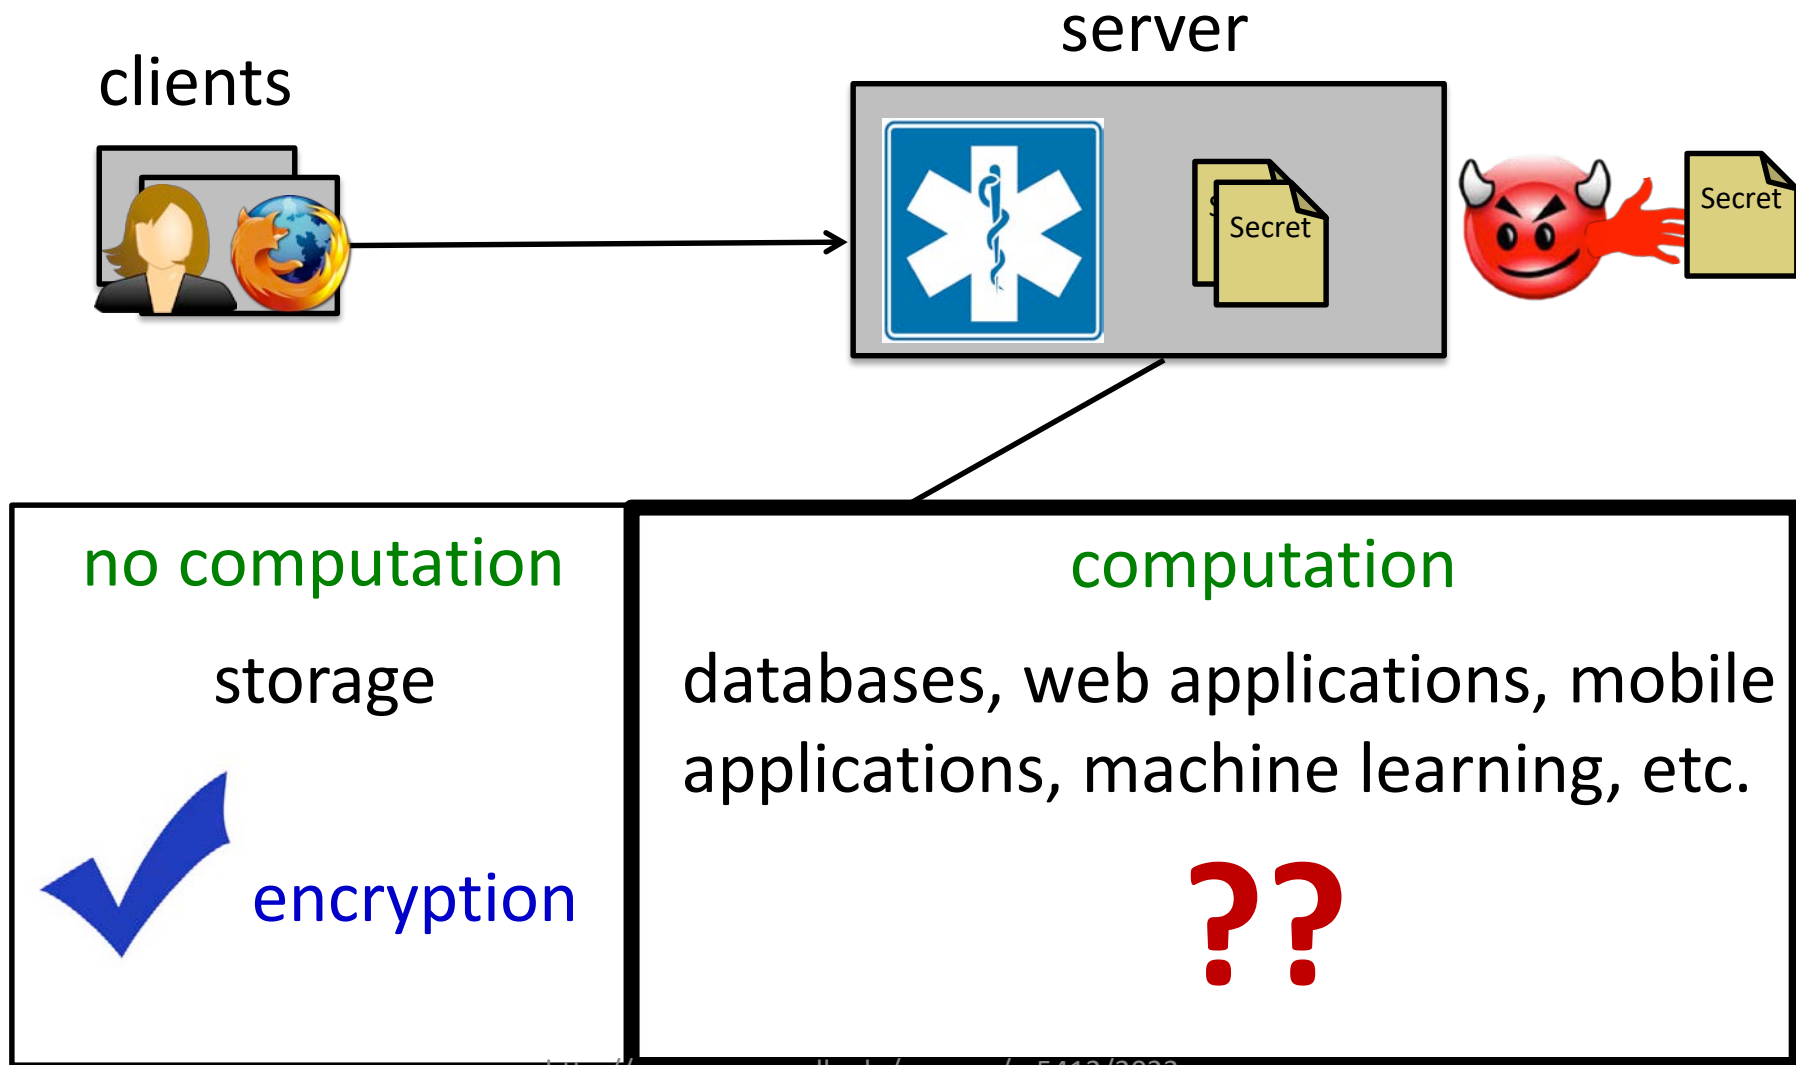 server
clients
Secret
Secret
no computation
computation
storage
databases, web applications, mobile
applications, machine learning, etc.
encryption
??